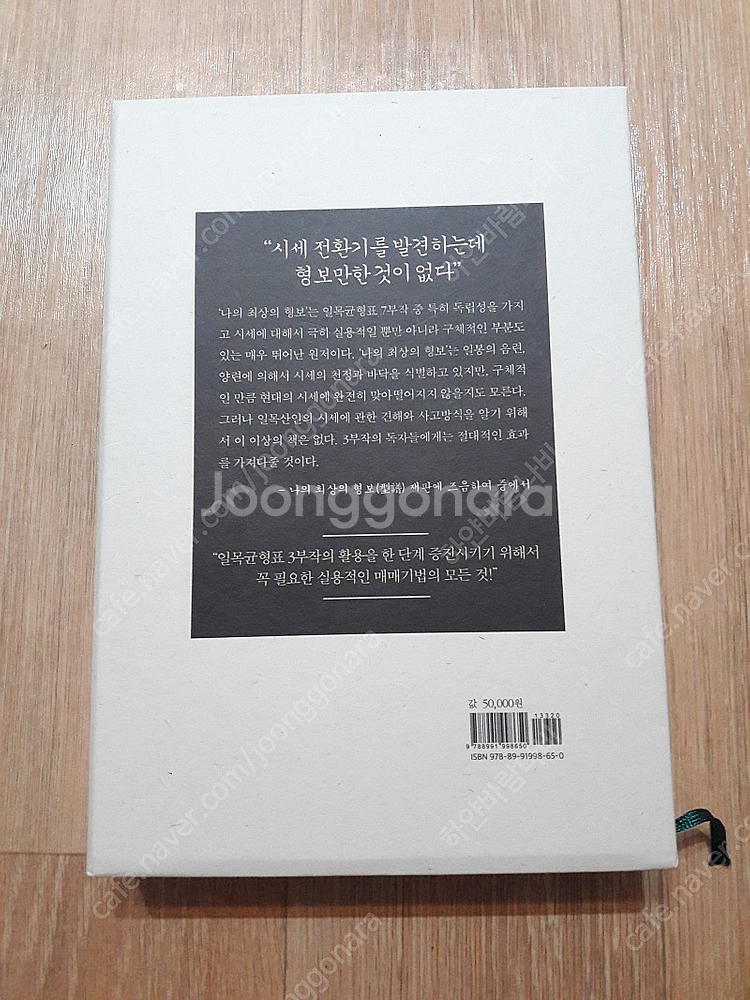 “시세 전환기를 발견하는데
형보만한 것이 없다”
'나의 최상의 형보'는 일목균형표 7부작 중 특히 독립성을 가지
고 시세에 대해서 극히 실용적일 뿐만 아니라 구체적인 부분도
있는 매우 뛰어난 원저이다. '나의 최상의 형보'는 일봉의 음련,
양련에 의해서 시세의 천정과 바닥을 식별하고 있지만, 구체적
인 만큼 현대의 시세에 완전히 맞아떨어지지 않을지도 모른다.
그러나 일목산인의 시세에 관한 견해와 사고방식을 알기 위해
서 이 이상의 책은 없다. 3부작의 독자들에게는 절대적인 효과
를 가져다줄 것이다.
– 나의 최상의 형보(型譜) 재판에 즈음하여 중에서
Joonggonara
“일목균형표 3부작의 활용을 한 단계 증진시키기 위해서
꼭 필요한 실용적인 매매기법의 모든 것!”
값 50,000원
13320
9 788991 998650
ISBN 978-89-91998-65-0
cafe.naver.com/joonggonara
하얀바람바비